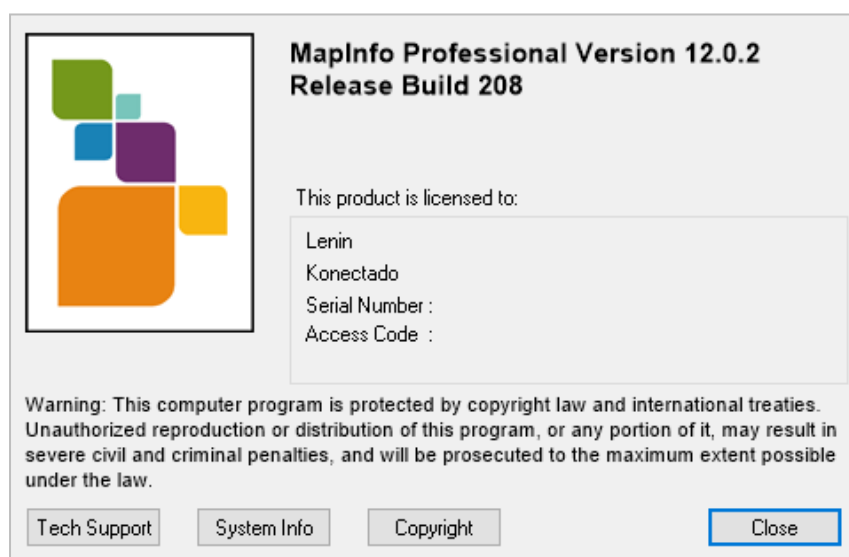 MapInfo Professional Version 12.0.2
Release Build 208
This product is licensed to:
Lenin
Konectado
Serial Number :
Access Code :
Warning: This computer program is protected by copyright law and international treaties.
Unauthorized reproduction or distribution of this program, or any portion of it, may result in
severe civil and criminal penalties, and will be prosecuted to the maximum extent possible
under the law.
Tech Support
System Info
Copyright
Close